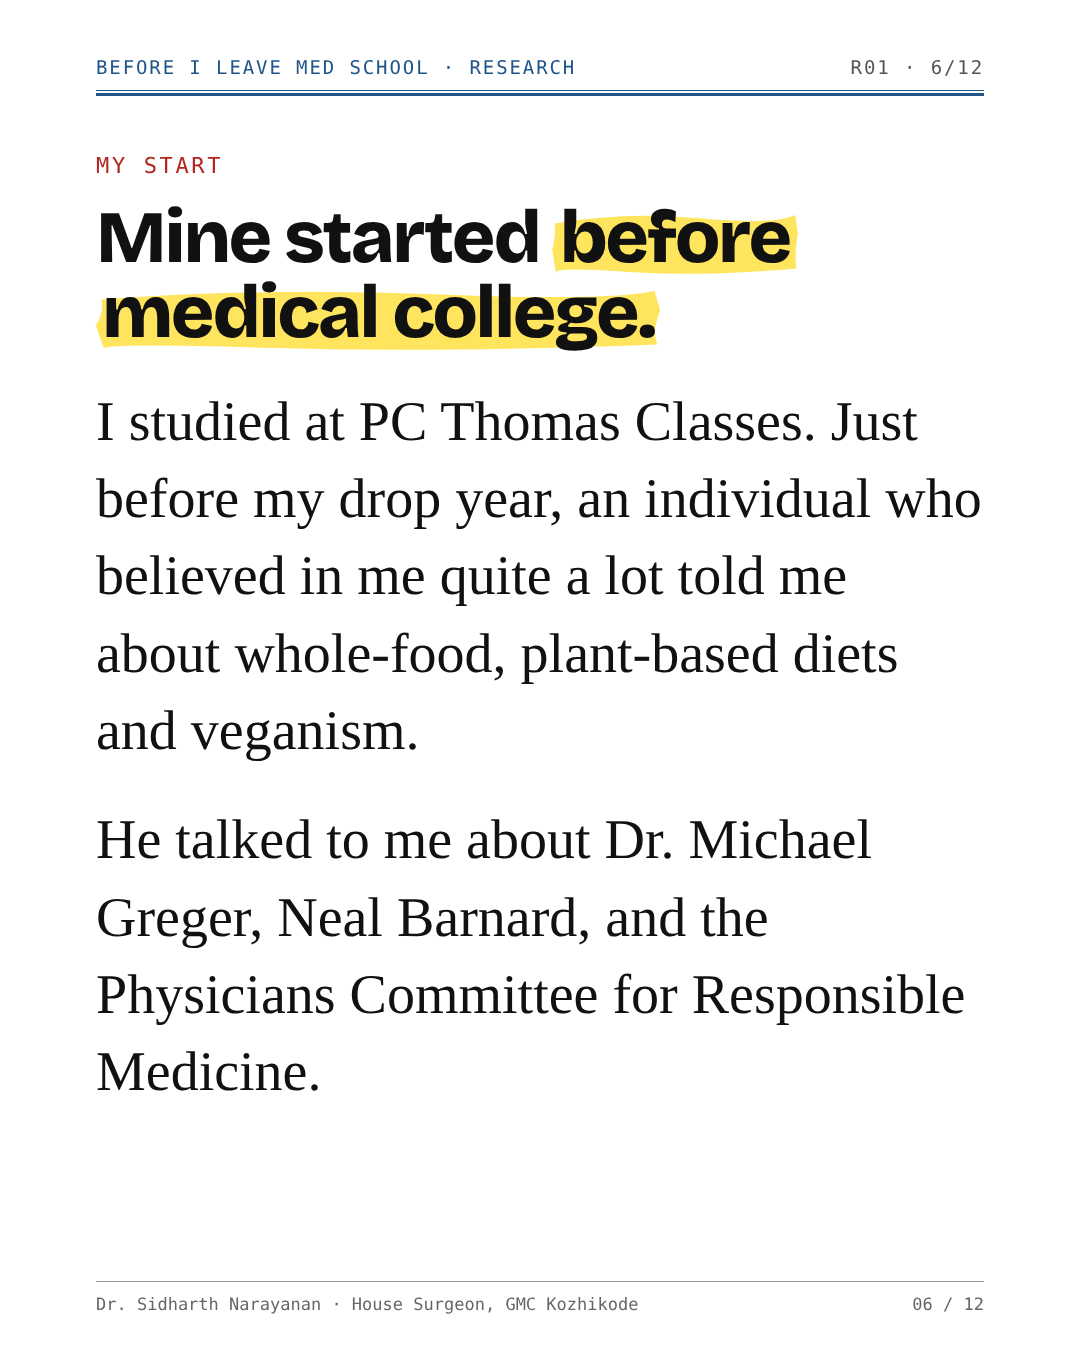 BEFORE I LEAVE MED SCHOOL · RESEARCH
R01 · 6/12
MY START
Mine started before
medical college.
I studied at PC Thomas Classes. Just
before my drop year, an individual who
believed in me quite a lot told me
about whole-food, plant-based diets
and veganism.
He talked to me about Dr. Michael
Greger, Neal Barnard, and the
Physicians Committee for Responsible
Medicine.
Dr. Sidharth Narayanan · House Surgeon, GMC Kozhikode
06 / 12